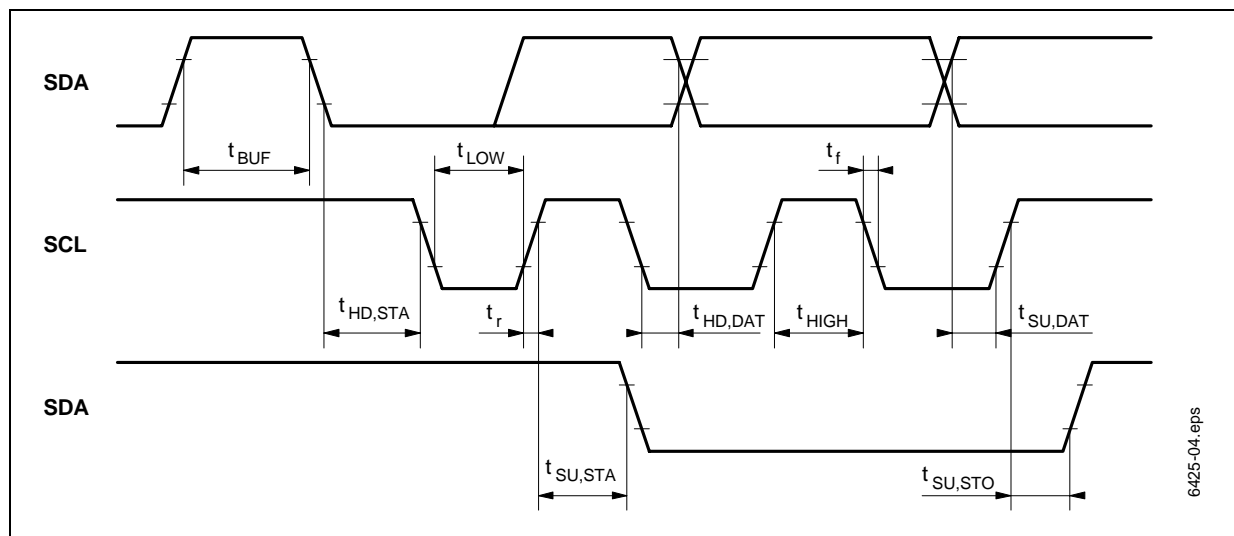 SDA
t BUF
t LOW
t f
SCL
t HD,STA
t r
t HD,DAT
t HIGH
t SU,DAT
SDA
t SU,STA
t SU,STO
6425-04.eps